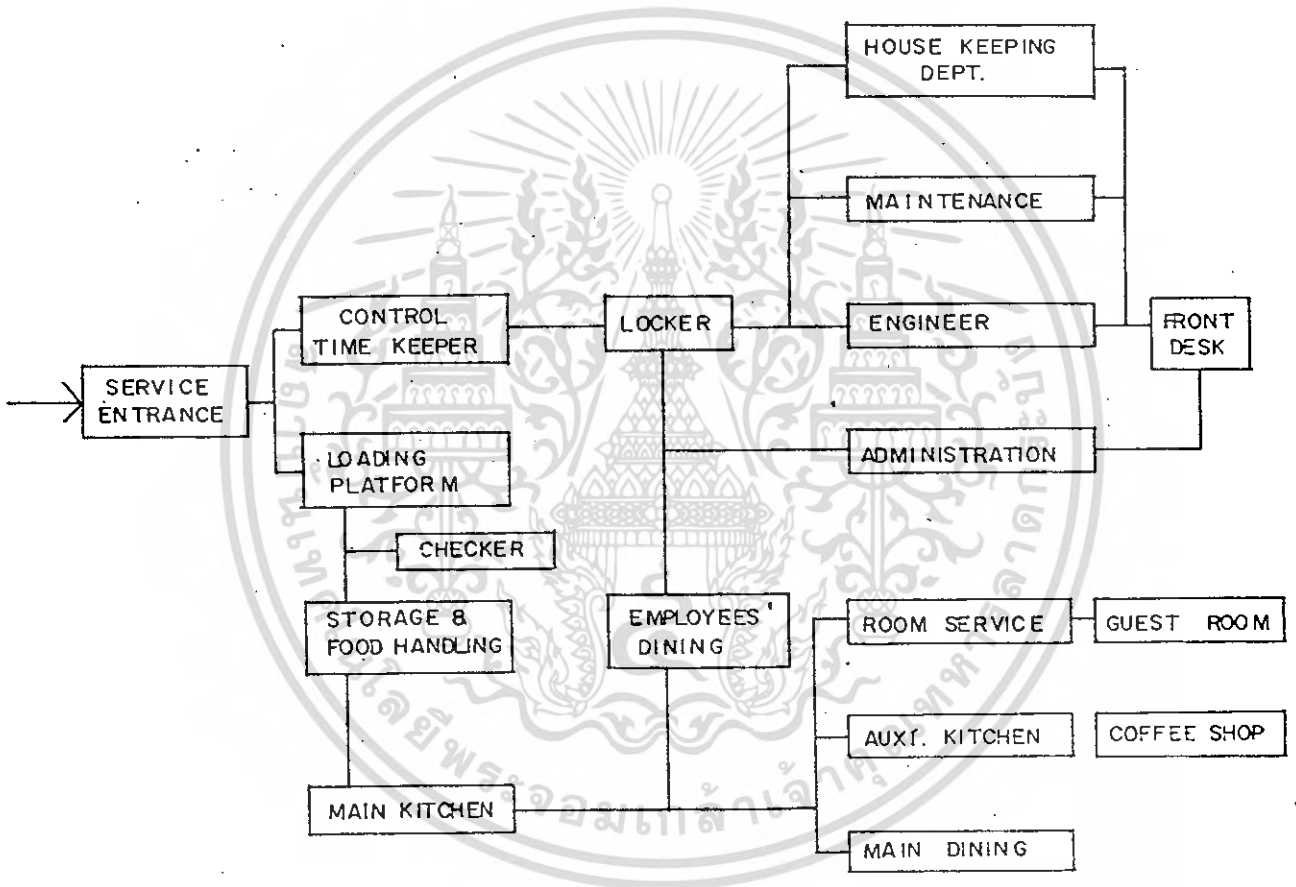 HOUSE KEEPING
DEPT.
MAINTENANCE
CONTROL
TIME KEEPER
LOCKER
ENGINEER
FRONT
DESK
SERVICE
ENTRANCE
LOADING
PLATFORM
ADMINISTRATION
CHECKER
STORAGE &
FOOD HANDLING
EMPLOYEES'
DINING
ROOM SERVICE
GUEST ROOM
AUXI. KITCHEN
COFFEE SHOP
MAIN KITCHEN
MAIN DINING